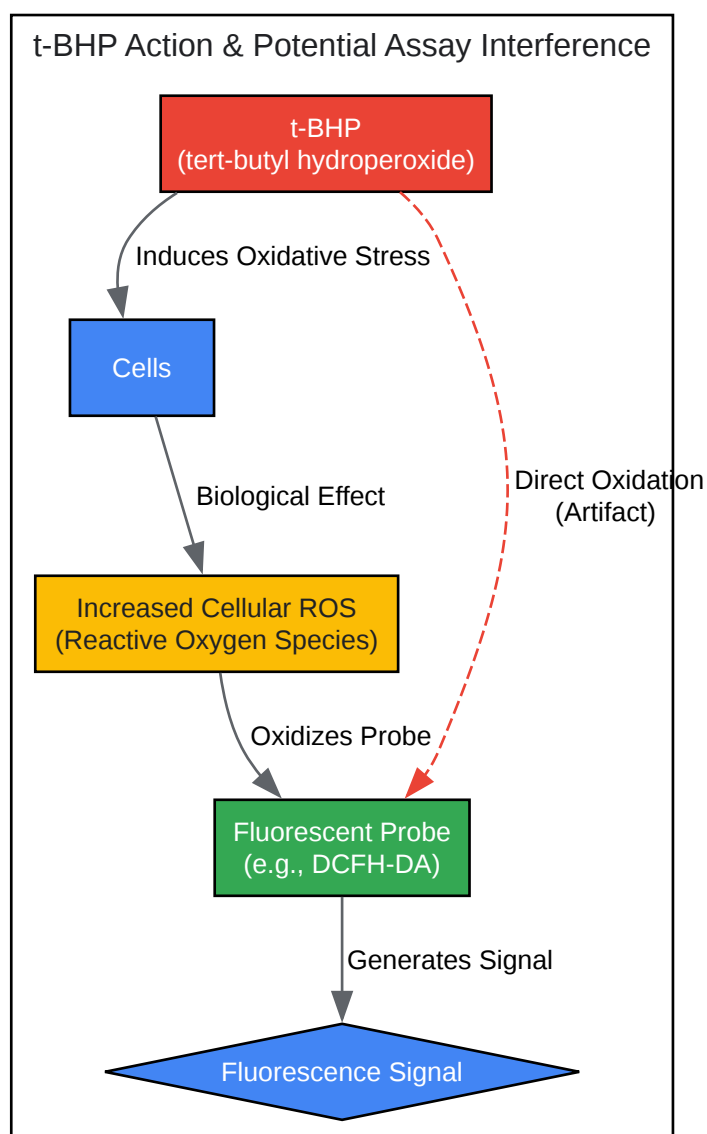 t-BHP Action & Potential Assay Interference
t-BHP
(tert-butyl hydroperoxide)
Induces Oxidative Stress
Cells
Biological Effect
Direct Oxidation
(Artifact)
Increased Cellular ROS
(Reactive Oxygen Species)
Oxidizes Probe
Fluorescent Probe
(e.g., DCFH-DA)
Generates Signal
Fluorescence Signal